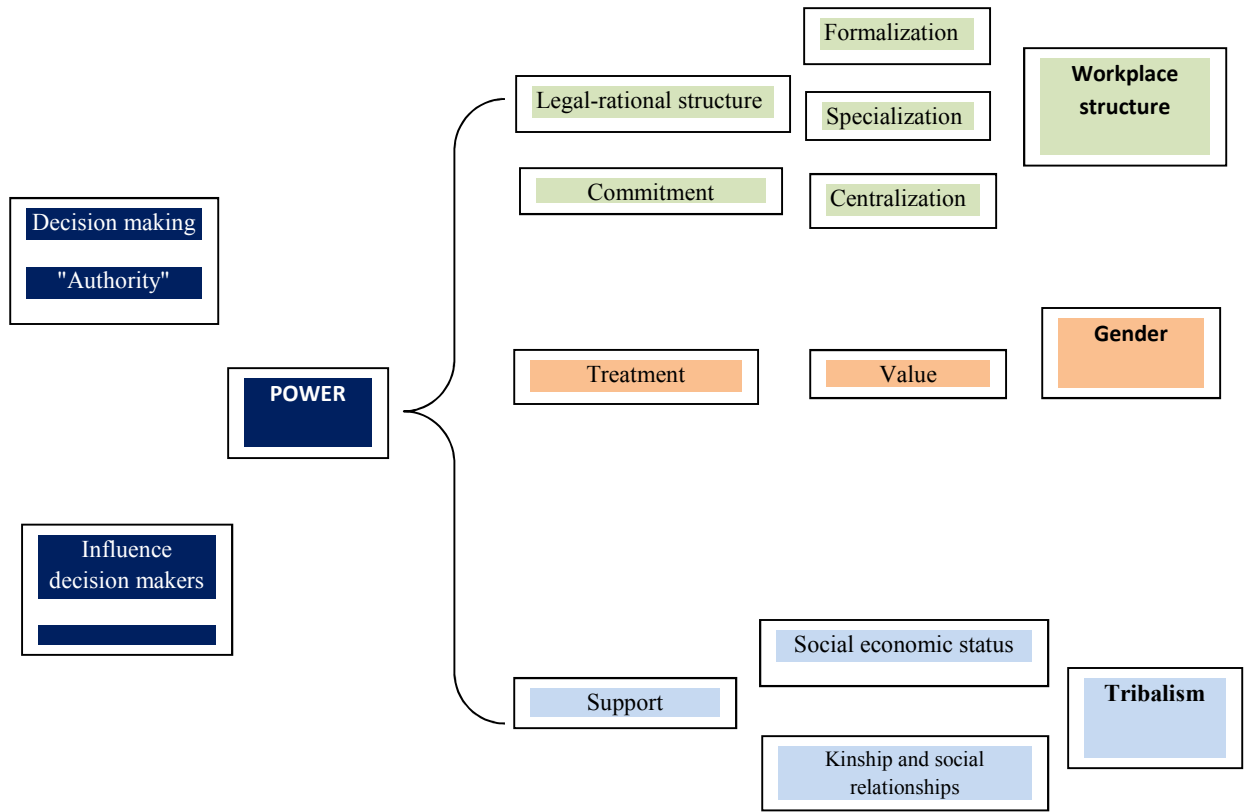 Formalization
Workplace
structure
Legal-rational structure
Specialization
Commitment
Centralization
Decision making
"Authority"
Gender
Treatment
Value
POWER
Influence
decision makers
Social economic status
Support
Tribalism
Kinship and social
relationships